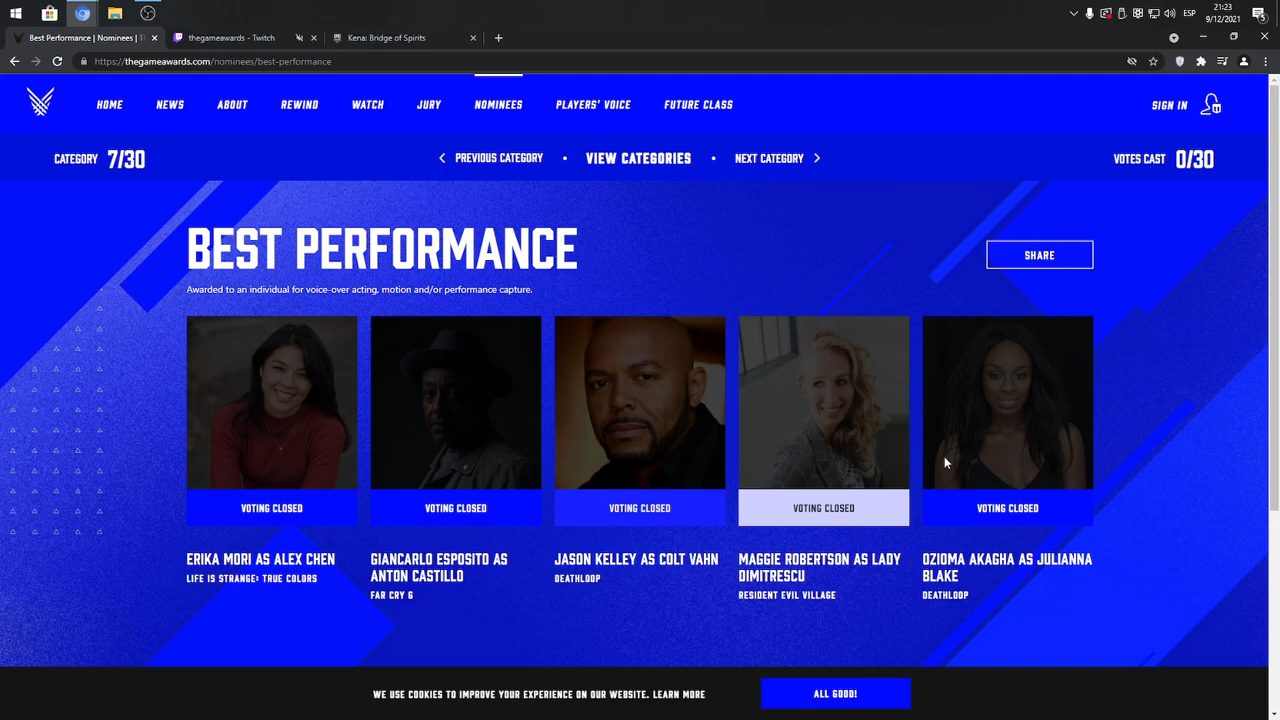 21:23
ESP
9/12/2021
5
Best Performance | Nominees | T
thegameawards - Twitch
Kena: Bridge of Spirits
https://thegameawards.com/nominees/best-performance
HOME
NEWS
ABOUT
REWIND
WATCH
JURY
NOMINEES
PLAYERS' VOICE
FUTURE CLASS
SIGN IN
CATEGORY 7/30
PREVIOUS CATEGORY • VIEW CATEGORIES • NEXT CATEGORY
VOTES CAST 0/30
BEST PERFORMANCE
SHARE
Awarded to an individual for voice-over acting, motion and/or performance capture.
VOTING CLOSED
VOTING CLOSED
VOTING CLOSED
VOTING CLOSED
VOTING CLOSED
ERIKA MORI AS ALEX CHEN
LIFE IS STRANGE: TRUE COLORS
GIANCARLO ESPOSITO AS
ANTON CASTILLO
FAR CRY 6
JASON KELLEY AS COLT VAHN
DEATHLOOP
MAGGIE ROBERTSON AS LADY
DIMITRESCU
RESIDENT EVIL VILLAGE
OZIOMA AKAGHA AS JULIANNA
BLAKE
DEATHLOOP
WE USE COOKIES TO IMPROVE YOUR EXPERIENCE ON OUR WEBSITE. LEARN MORE
ALL GOOD!